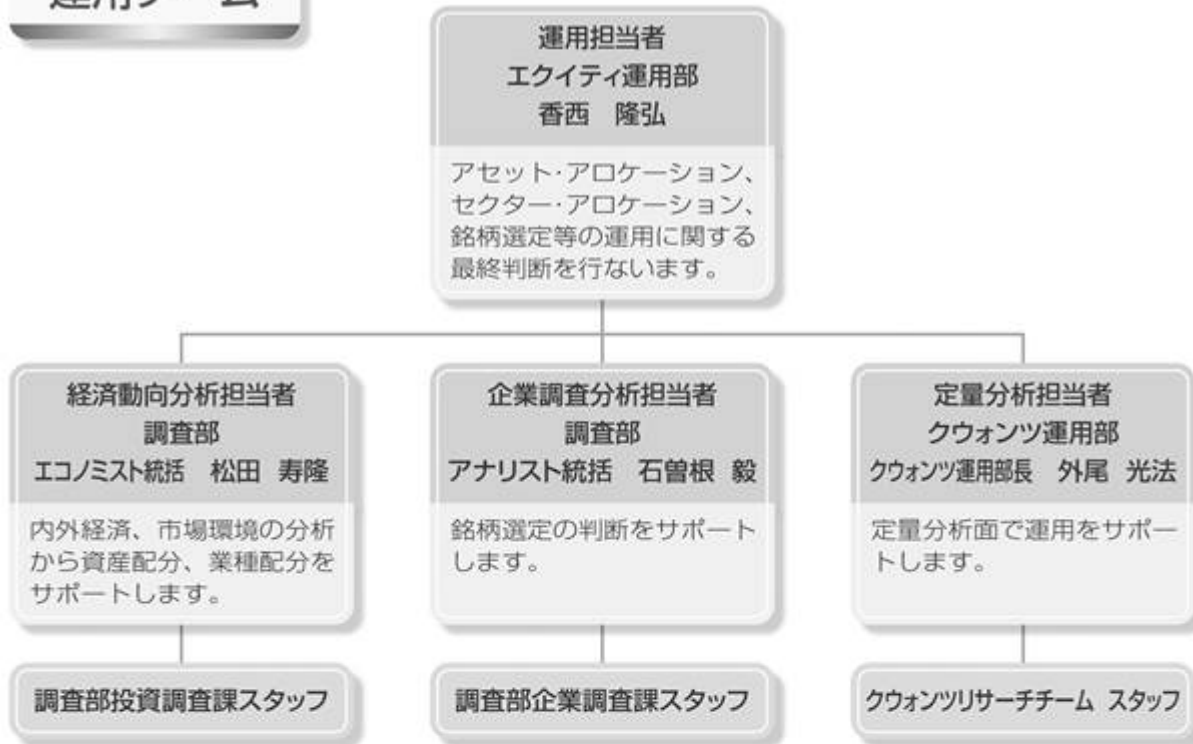 運用チーム
運用担当者
エクイティ運用部
香西 隆弘
アセット・アロケーション、
セクター・アロケーション、
銘柄選定等の運用に関する
最終判断を行ないます。
経済動向分析担当者
調査部
エコノミスト統括 松田 寿隆
内外経済、市場環境の分析
から資産配分、業種配分を
サポートします。
調査部投資調査課スタッフ
企業調査分析担当者
調査部
アナリスト統括 石曽根 毅
銘柄選定の判断をサポート
します。
調査部企業調査課スタッフ
定量分析担当者
クウォンツ運用部
クウォンツ運用部長 外尾 光法
定量分析面で運用をサポー
トします。
クウォンツリサーチチーム スタッフ